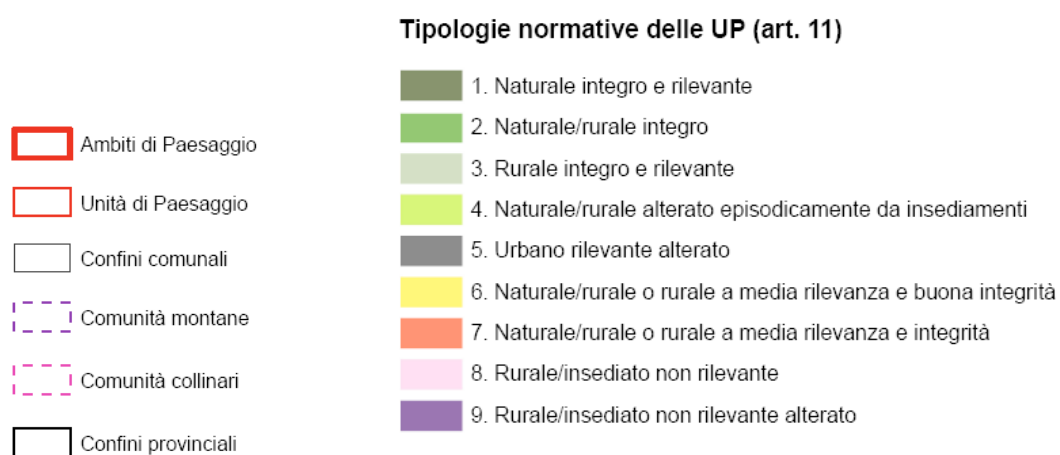 Tipologie normative delle UP (art. 11)
1. Naturale integro e rilevante
2. Naturale/rurale integro
3. Rurale integro e rilevante
4. Naturale/rurale alterato episodicamente da insediamenti
5. Urbano rilevante alterato
6. Naturale/rurale o rurale a media rilevanza e buona integrità
7. Naturale/rurale o rurale a media rilevanza e integrità
8. Rurale/insediato non rilevante
9. Rurale/insediato non rilevante alterato
Ambiti di Paesaggio
Unità di Paesaggio
Confini comunali
Comunità montane
Comunità collinari
Confini provinciali